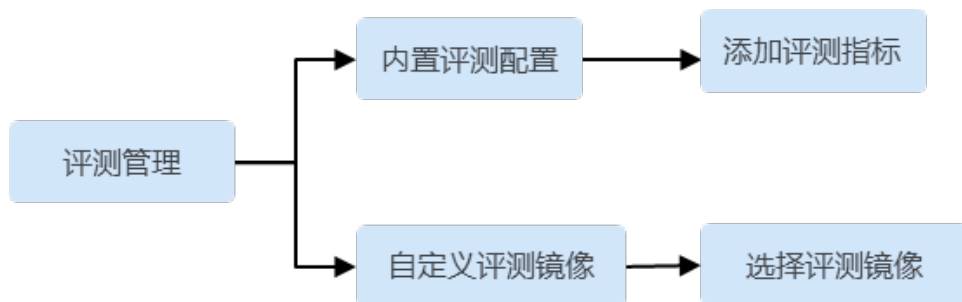 内置评测配置
添加评测指标
评测管理
自定义评测镜像
选择评测镜像